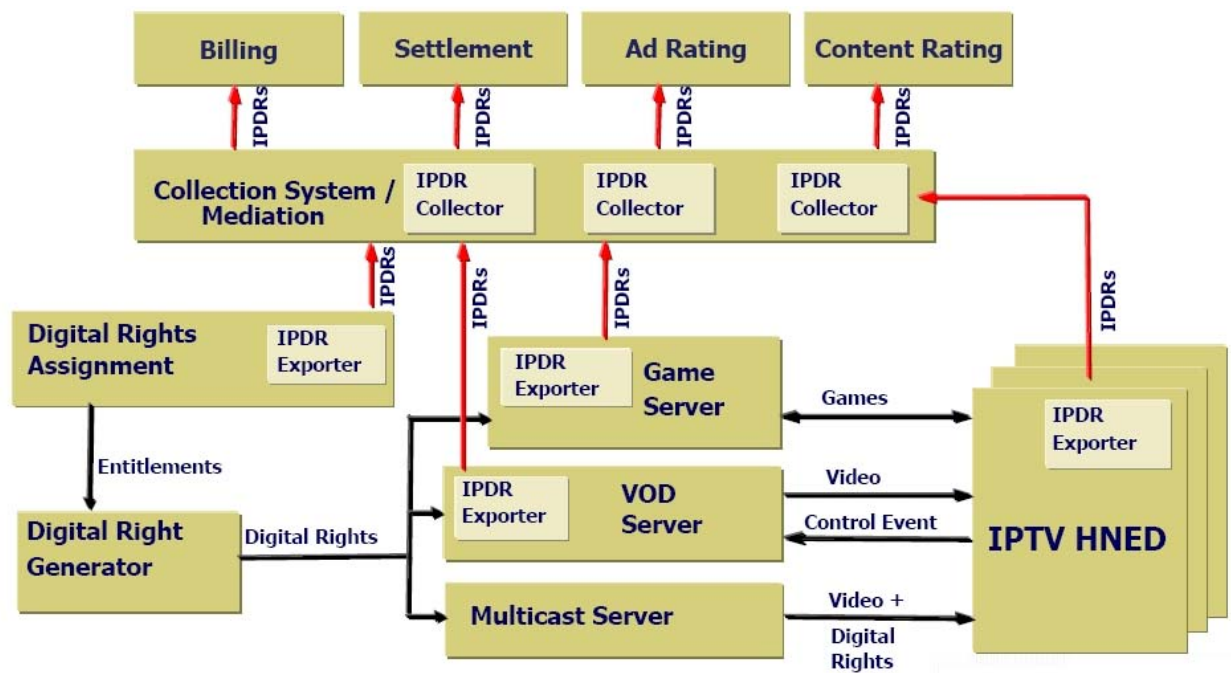 Billing
Settlement
Ad Rating
Content Rating
IPDRs
IPDRs
IPDRs
IPDRs
Collection System /
Mediation
IPDR
Collector
IPDR
Collector
IPDR
Collector
IPDRs
IPDRs
IPDRs
IPDRs
Digital Rights
Assignment
IPDR
Exporter
IPDR
Exporter
Game
Server
Games
IPDR
Exporter
Entitlements
IPDR
Exporter
VOD
Server
Video
Control Event
IPTV HNED
Digital Right
Generator
Digital Rights
Multicast Server
Video +
Digital
Rights